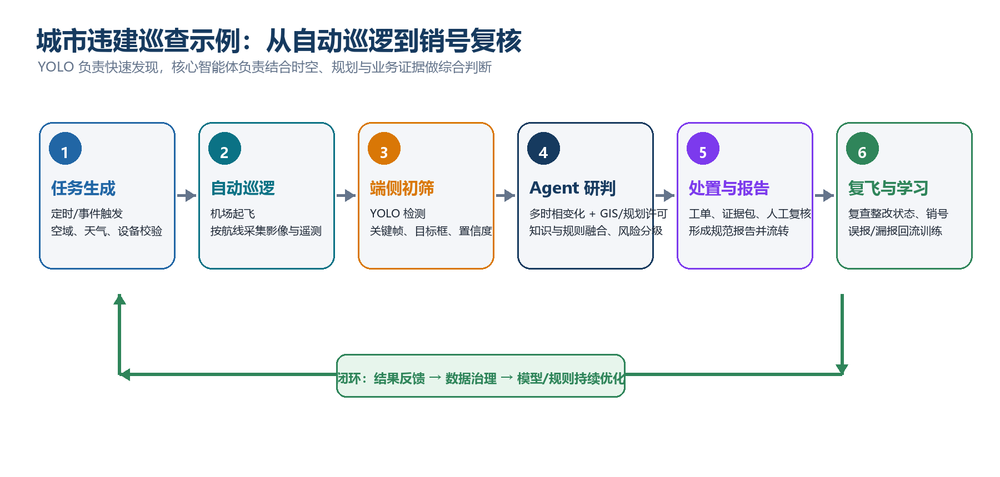 城市违建巡查示例：从自动巡逻到销号复核
YOLO 负责快速发现，核心智能体负责结合时空、规划与业务证据做综合判断
1
任务生成
定时/事件触发
空域、天气、设备校验
2
自动巡逻
机场起飞
按航线采集影像与遥测
3
端侧初筛
YOLO 检测
关键帧、目标框、置信度
4
Agent 研判
多时相变化 + GIS/规划许可
知识与规则融合、风险分级
5
处置与报告
工单、证据包、人工复核
形成规范报告并流转
6
复飞与学习
复查整改状态、销号
误报/漏报回流训练
闭环：结果反馈 → 数据治理 → 模型/规则持续优化